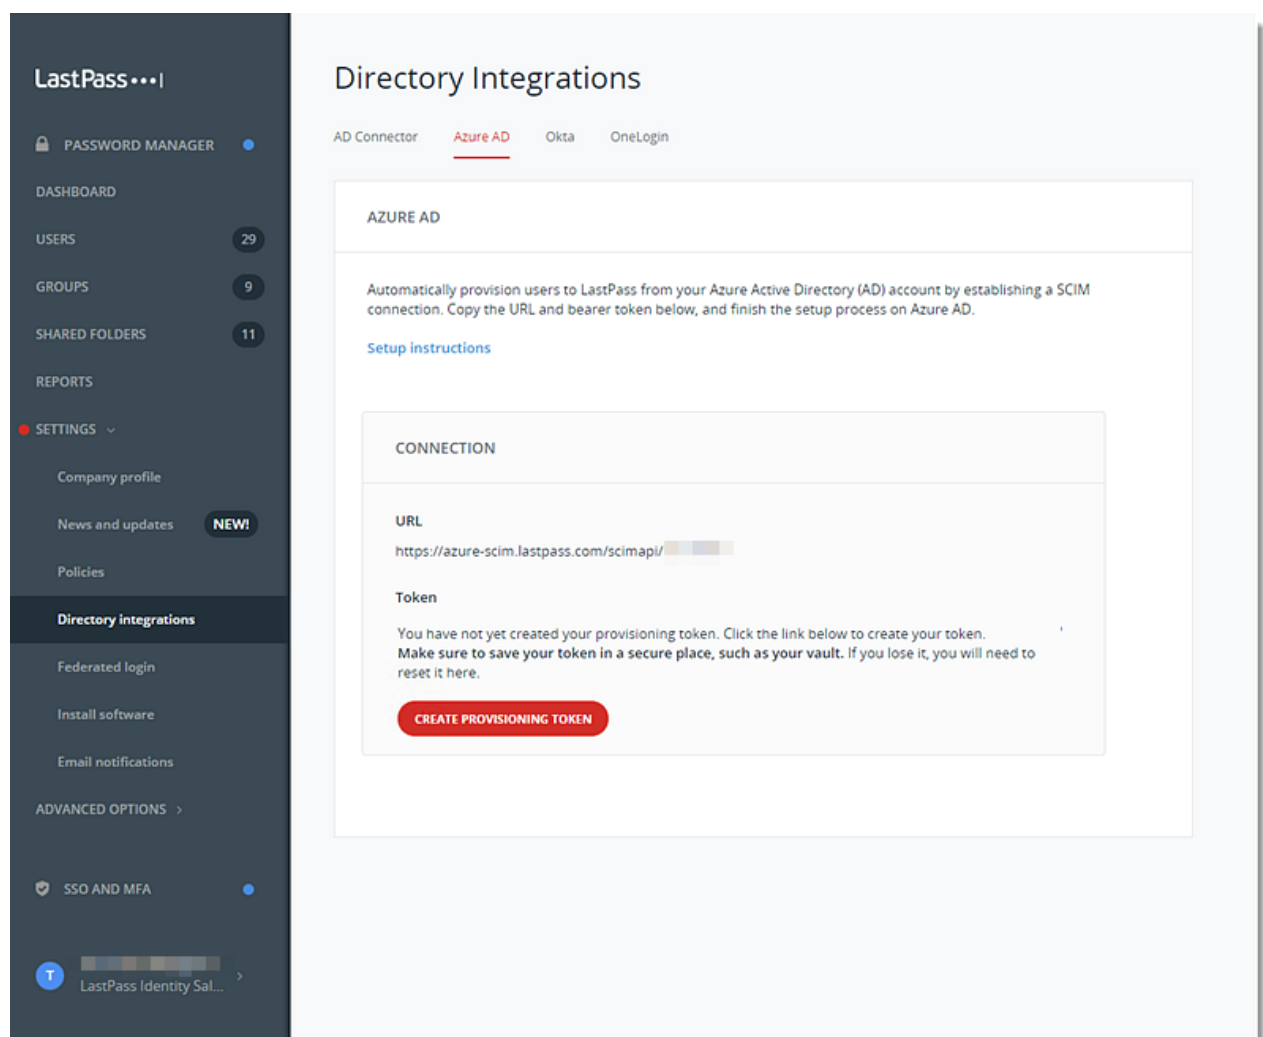 LastPass
PASSWORD MANAGER
DASHBOARD
USERS 29
GROUPS 9
SHARED FOLDERS 11
REPORTS
SETTINGS
Company profile
News and updates NEW!
Policies
Directory integrations
Federated login
Install software
Email notifications
ADVANCED OPTIONS
SSO AND MFA
T
LastPass Identity Sal...
Directory Integrations
AD Connector Azure AD Okta OneLogin
AZURE AD
Automatically provision users to LastPass from your Azure Active Directory (AD) account by establishing a SCIM
connection. Copy the URL and bearer token below, and finish the setup process on Azure AD.
Setup instructions
CONNECTION
URL
https://azure-scim.lastpass.com/scimapi/
Token
You have not yet created your provisioning token. Click the link below to create your token.
Make sure to save your token in a secure place, such as your vault. If you lose it, you will need to
reset it here.
CREATE PROVISIONING TOKEN